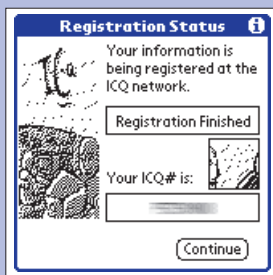 Registration Status
Your information is
being registered at the
ICQ network.
Registration Finished
Your ICQ# is:
Continue